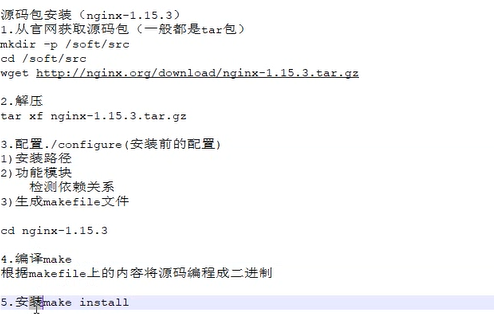 源码包安装（nginx-1.15.3）
1.从官网获取源码包（一般都是tar包）
mkdir -p /soft/src
cd /soft/src
wget http://nginx.org/download/nginx-1.15.3.tar.gz
2.解压
tar xf nginx-1.15.3.tar.gz
3.配置./configure(安装前的配置)
1)安装路径
2)功能模块
检测依赖关系
3)生成makefile文件
cd nginx-1.15.3
4.编译make
根据makefile上的内容将源码编程成二进制
5.安装make install